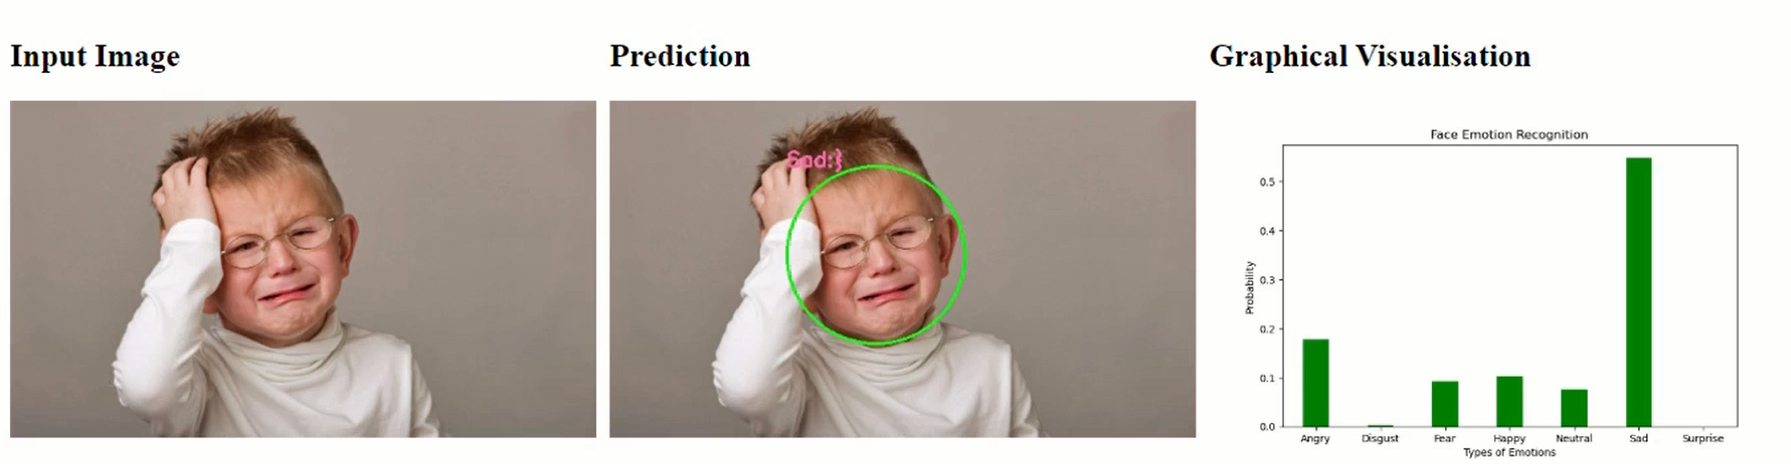 Input Image
Prediction
Graphical Visualisation
Sad:}
Face Emotion Recognition
Probability
0.5
0.4
0.3
0.2
0.1
0.0
Angry Disgust Fear Happy Neutral Sad Surprise
Types of Emotions